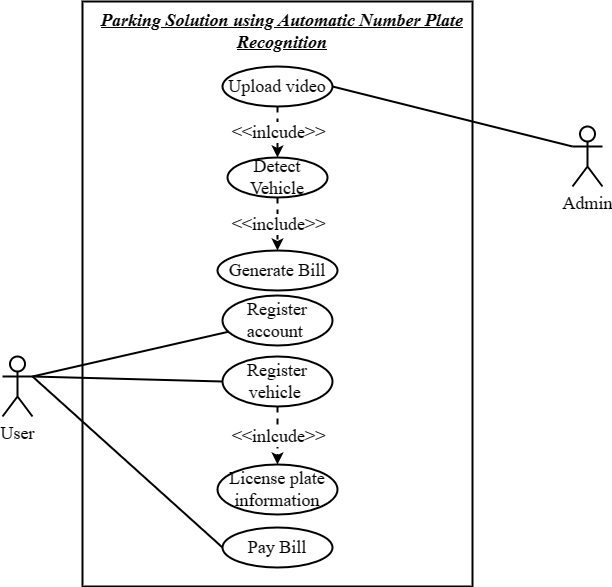 Parking Solution using Automatic Number Plate
Recognition
Upload video
<<inlcude>>
Detect
Vehicle
<<include>>
Admin
Generate Bill
Register
account
Register
vehicle
User
<<inlcude>>
License plate
information
Pay Bill